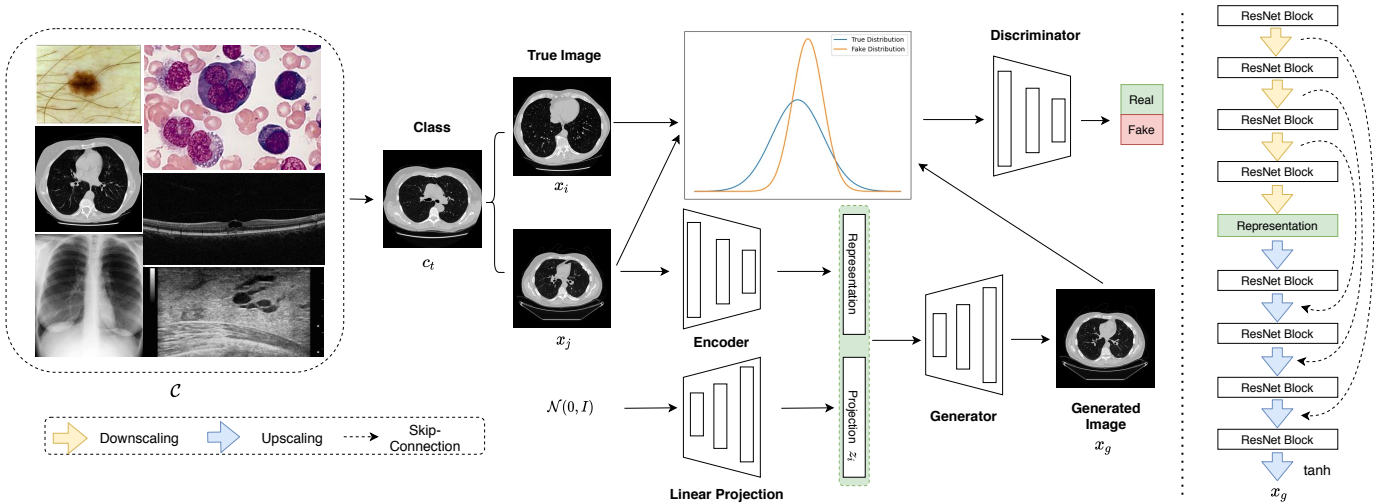 𝒞
Downscaling
Upscaling
Skip-
Connection
Class
c_t
True Image
x_i
x_j
𝒩(0, I)
True Distribution
Fake Distribution
Encoder
Linear Projection
Representation
Projection z_i
Discriminator
Real
Fake
Generator
Generated
Image
x_g
ResNet Block
ResNet Block
ResNet Block
ResNet Block
Representation
ResNet Block
ResNet Block
ResNet Block
ResNet Block
tanh
x_g